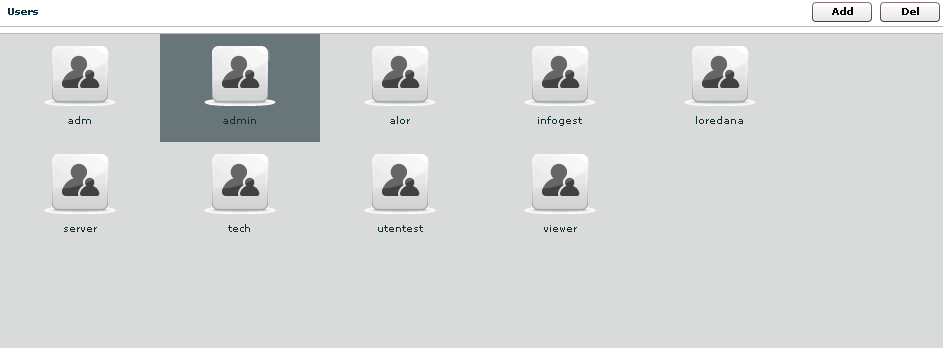 Users Add Del
adm admin alor infogest loredana
server tech utentest viewer